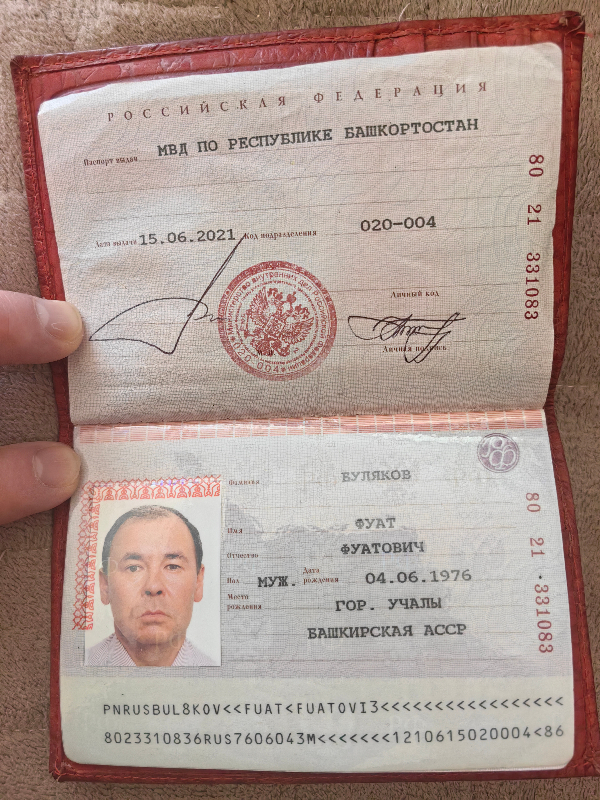 РОССИЙСКАЯ ФЕДЕРАЦИЯ
Паспорт выдан МВД ПО РЕСПУБЛИКЕ БАШКОРТОСТАН
Дата выдачи 15.06.2021 Код подразделения 020-004
Личный код
Личная подпись
80 21 331083
Фамилия БУЛЯКОВ
Имя ФУАТ
Отчество ФУАТОВИЧ
Пол МУЖ. Дата рождения 04.06.1976
Место рождения ГОР. УЧАЛЫ
БАШКИРСКАЯ АССР
80 21 331083
PNRUSBUL8KOV<<FUAT<FUATOVI3<<<<<<<<<<<<<<<<<
8023310836RUS7606043M<<<<<<<1210615020004<86